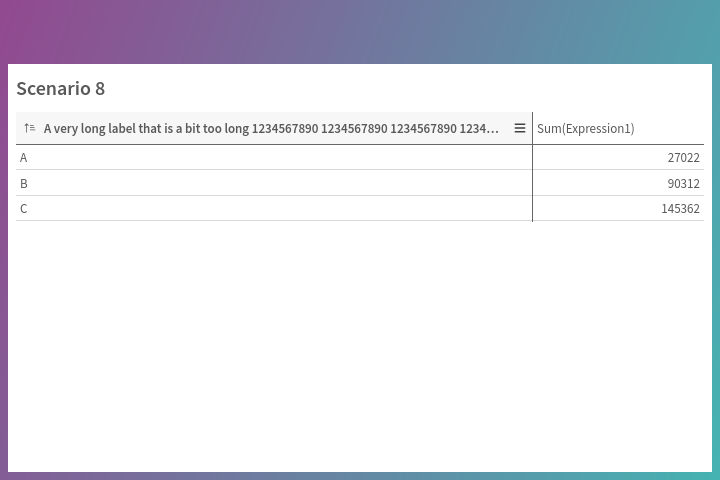 Scenario 8
A very long label that is a bit too long 1234567890 1234567890 1234567890 1234… Sum(Expression1)
A 27022
B 90312
C 145362